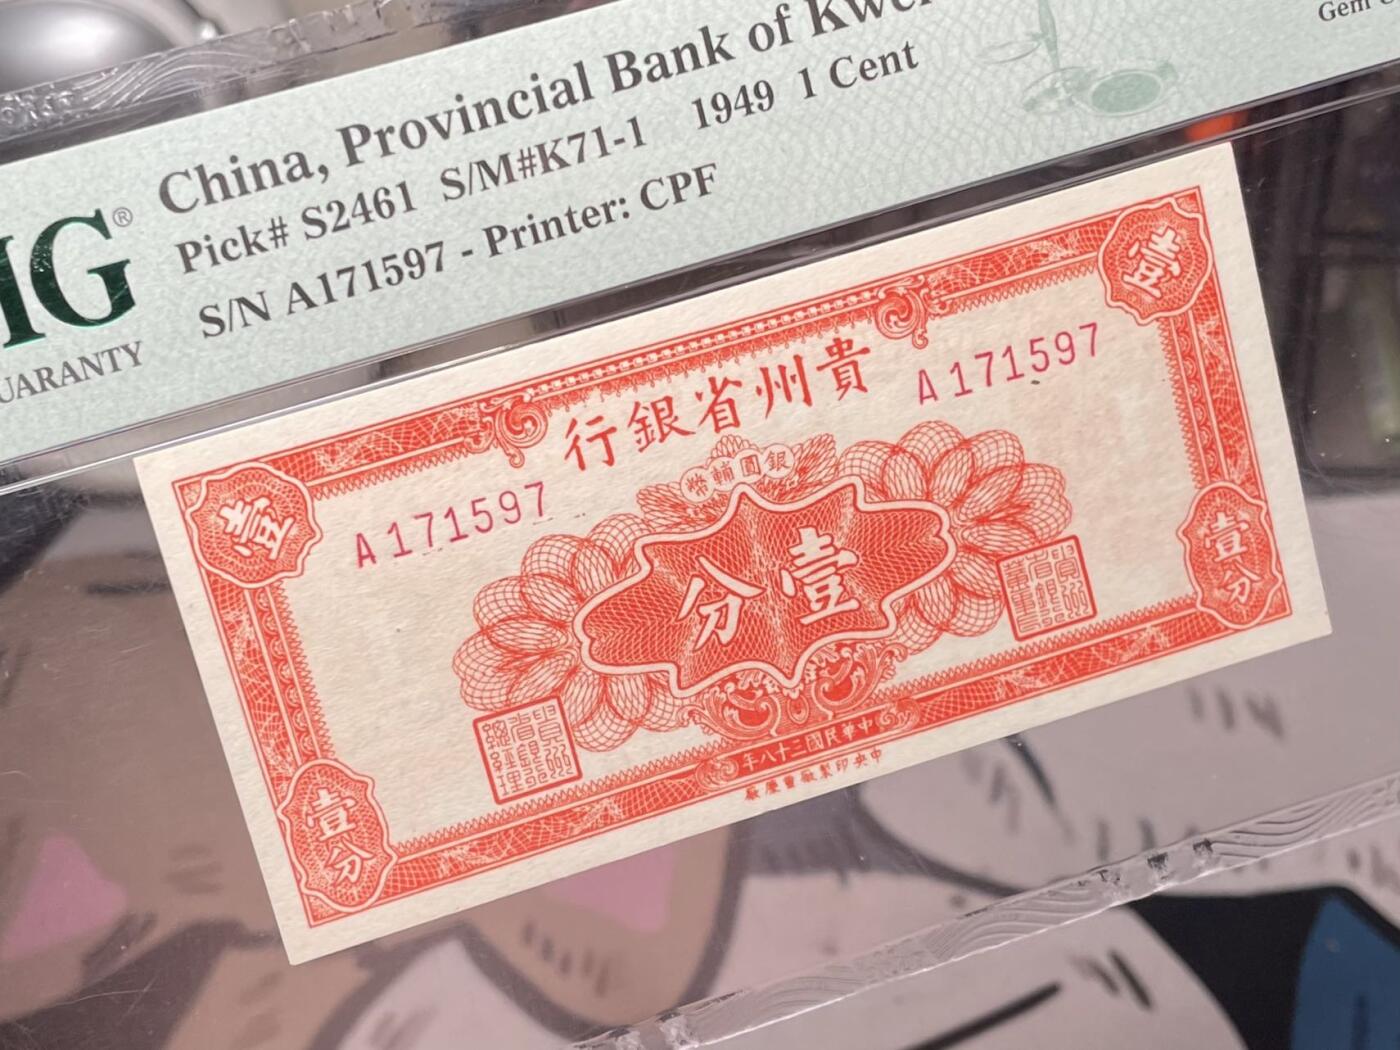 China, Provincial Bank of
Pick# S2461 S/M#K71-1 1949 1 Cent
S/N A171597 - Printer: CPF
Gem
壹
貴州省銀行
A171597
壹
A171597
銀圓輔幣
壹分
壹分
壹分
中華民國三十八年
中央印製廠重慶廠